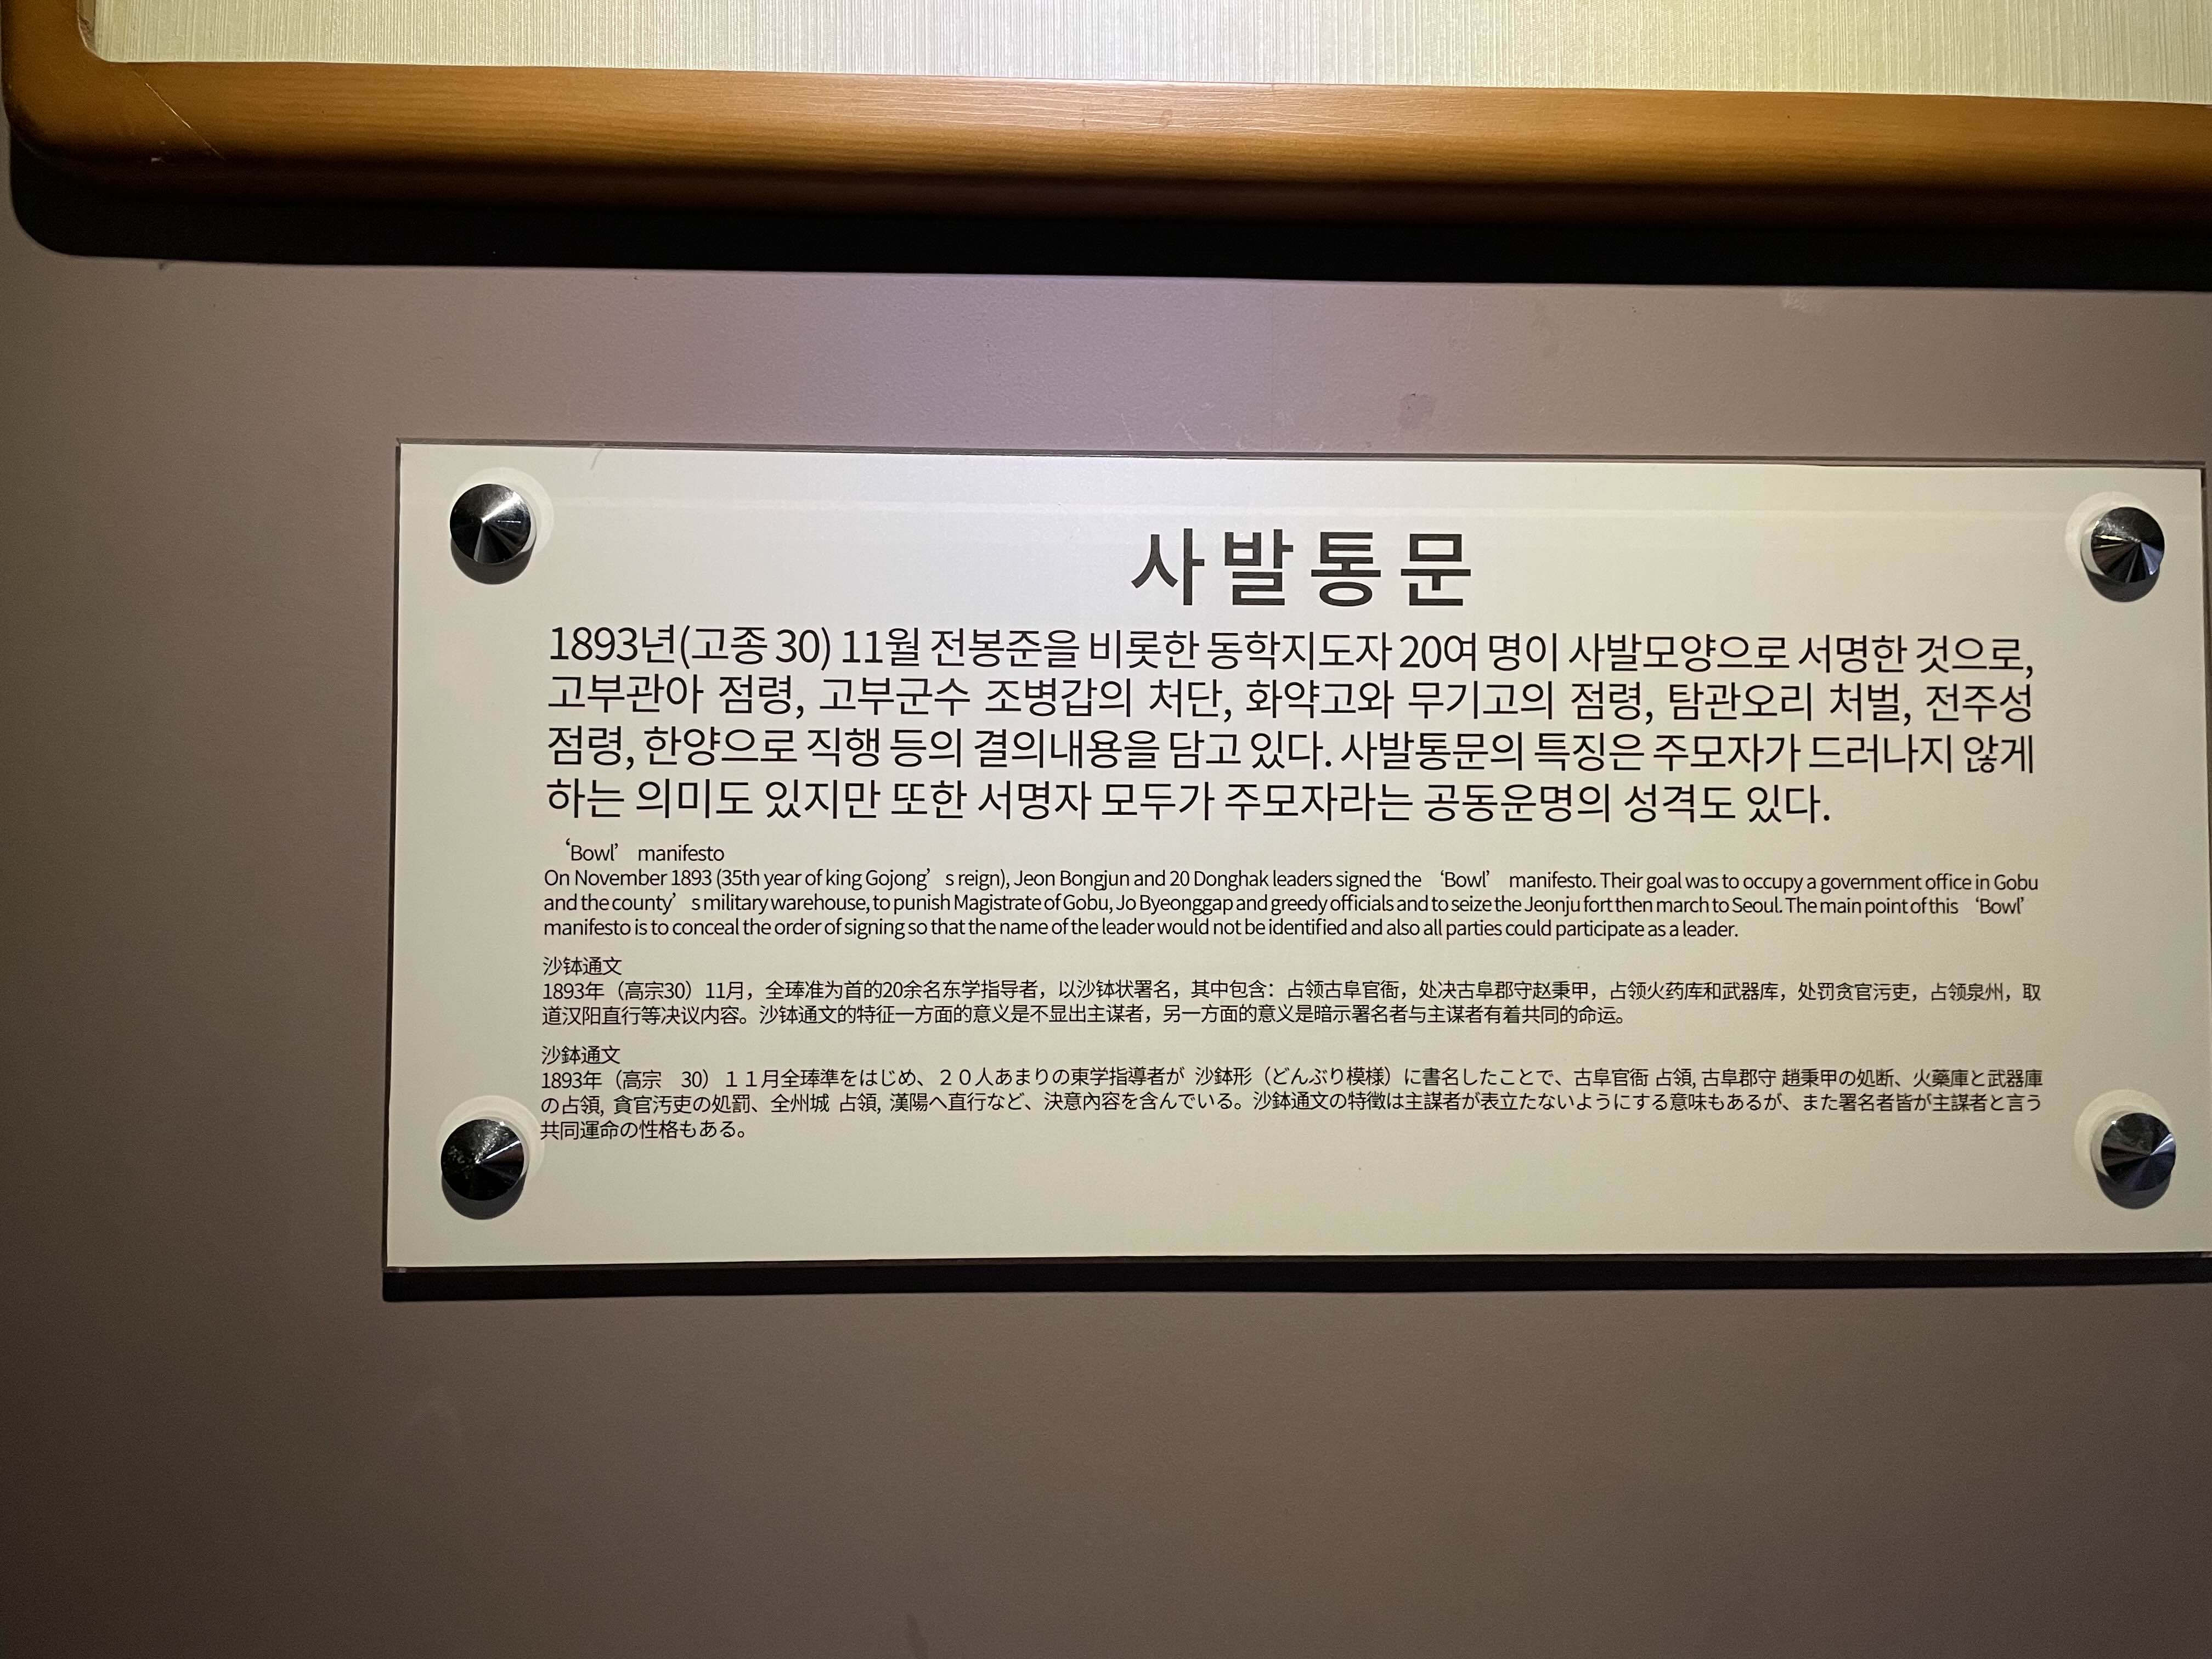 사발통문
1893년(고종 30) 11월 전봉준을 비롯한 동학지도자 20여 명이 사발모양으로 서명한 것으로,
고부관아 점령, 고부군수 조병갑의 처단, 화약고와 무기고의 점령, 탐관오리 처벌, 전주성
점령, 한양으로 직행 등의 결의내용을 담고 있다. 사발통문의 특징은 주모자가 드러나지 않게
하는 의미도 있지만 또한 서명자 모두가 주모자라는 공동운명의 성격도 있다.
‘Bowl’ manifesto
On November 1893 (35th year of king Gojong’ s reign), Jeon Bongjun and 20 Donghak leaders signed the ‘Bowl’ manifesto. Their goal was to occupy a government office in Gobu
and the county’ s military warehouse, to punish Magistrate of Gobu, Jo Byeonggap and greedy officials and to seize the Jeonju fort then march to Seoul. The main point of this ‘Bowl’
manifesto is to conceal the order of signing so that the name of the leader would not be identified and also all parties could participate as a leader.
沙钵通文
1893年（高宗30）11月，全琫准为首的20余名东学指导者，以沙钵状署名，其中包含：占领古阜官衙，处决古阜郡守赵秉甲，占领火药库和武器库，处罚贪官污吏，占领泉州，取
道汉阳直行等决议内容。沙钵通文的特征一方面的意义是不显出主谋者，另一方面的意义是暗示署名者与主谋者有着共同的命运。
沙鉢通文
1893年（高宗　30）１１月全琫準をはじめ、２０人あまりの東学指導者が 沙鉢形（どんぶり模様）に書名したことで、古阜官衙 占領, 古阜郡守 趙秉甲の処断、火藥庫と武器庫
の占領, 貪官汚吏の処罰、全州城 占領, 漢陽へ直行など、決意內容を含んでいる。沙鉢通文の特徴は主謀者が表立たないようにする意味もあるが、また署名者皆が主謀者と言う
共同運命の性格もある。